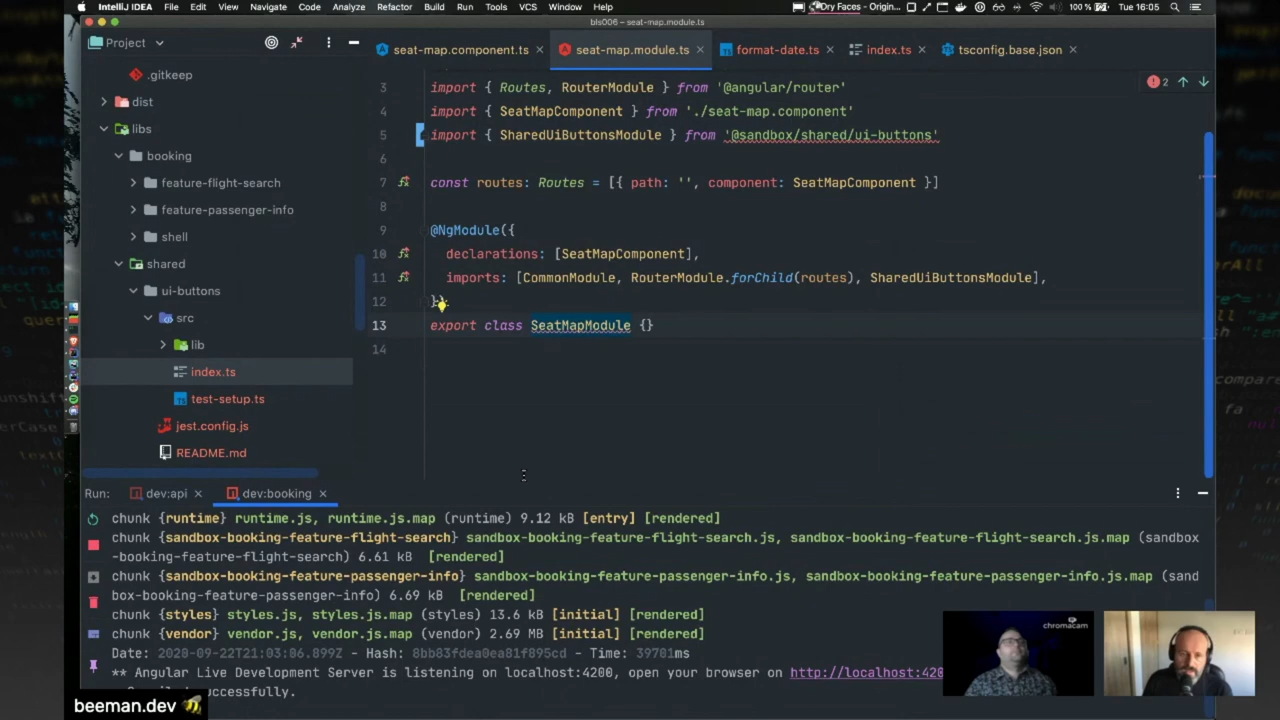 IntelliJ IDEA File Edit View Navigate Code Analyze Refactor Build Run Tools VCS Window Help Dry Faces - Origin... 100 % Tue 16:05
bls006 – seat-map.module.ts
Project
seat-map.component.ts seat-map.module.ts format-date.ts index.ts tsconfig.base.json
.gitkeep
dist
libs
booking
feature-flight-search
feature-passenger-info
shell
shared
ui-buttons
src
lib
index.ts
test-setup.ts
jest.config.js
README.md
2
3 import { Routes, RouterModule } from '@angular/router'
4 import { SeatMapComponent } from './seat-map.component'
5 import { SharedUiButtonsModule } from '@sandbox/shared/ui-buttons'
6
7 const routes: Routes = [{ path: '', component: SeatMapComponent }]
8
9 @NgModule({
10 declarations: [SeatMapComponent],
11 imports: [CommonModule, RouterModule.forChild(routes), SharedUiButtonsModule],
12 })
13 export class SeatMapModule {}
14
Run: dev:api dev:booking
chunk {runtime} runtime.js, runtime.js.map (runtime) 9.12 kB [entry] [rendered]
chunk {sandbox-booking-feature-flight-search} sandbox-booking-feature-flight-search.js, sandbox-booking-feature-flight-search.js.map (sandbox
-booking-feature-flight-search) 6.61 kB [rendered]
chunk {sandbox-booking-feature-passenger-info} sandbox-booking-feature-passenger-info.js, sandbox-booking-feature-passenger-info.js.map (sand
box-booking-feature-passenger-info) 6.69 kB [rendered]
chunk {styles} styles.js, styles.js.map (styles) 13.6 kB [initial] [rendered]
chunk {vendor} vendor.js, vendor.js.map (vendor) 2.69 MB [initial] [rendered]
Date: 2020-09-22T21:03:06.899Z - Hash: 8bb83fdea0ea81f895cd - Time: 39701ms
** Angular Live Development Server is listening on localhost:4200, open your browser on http://localhost:420
successfully.
chromacam
beeman.dev